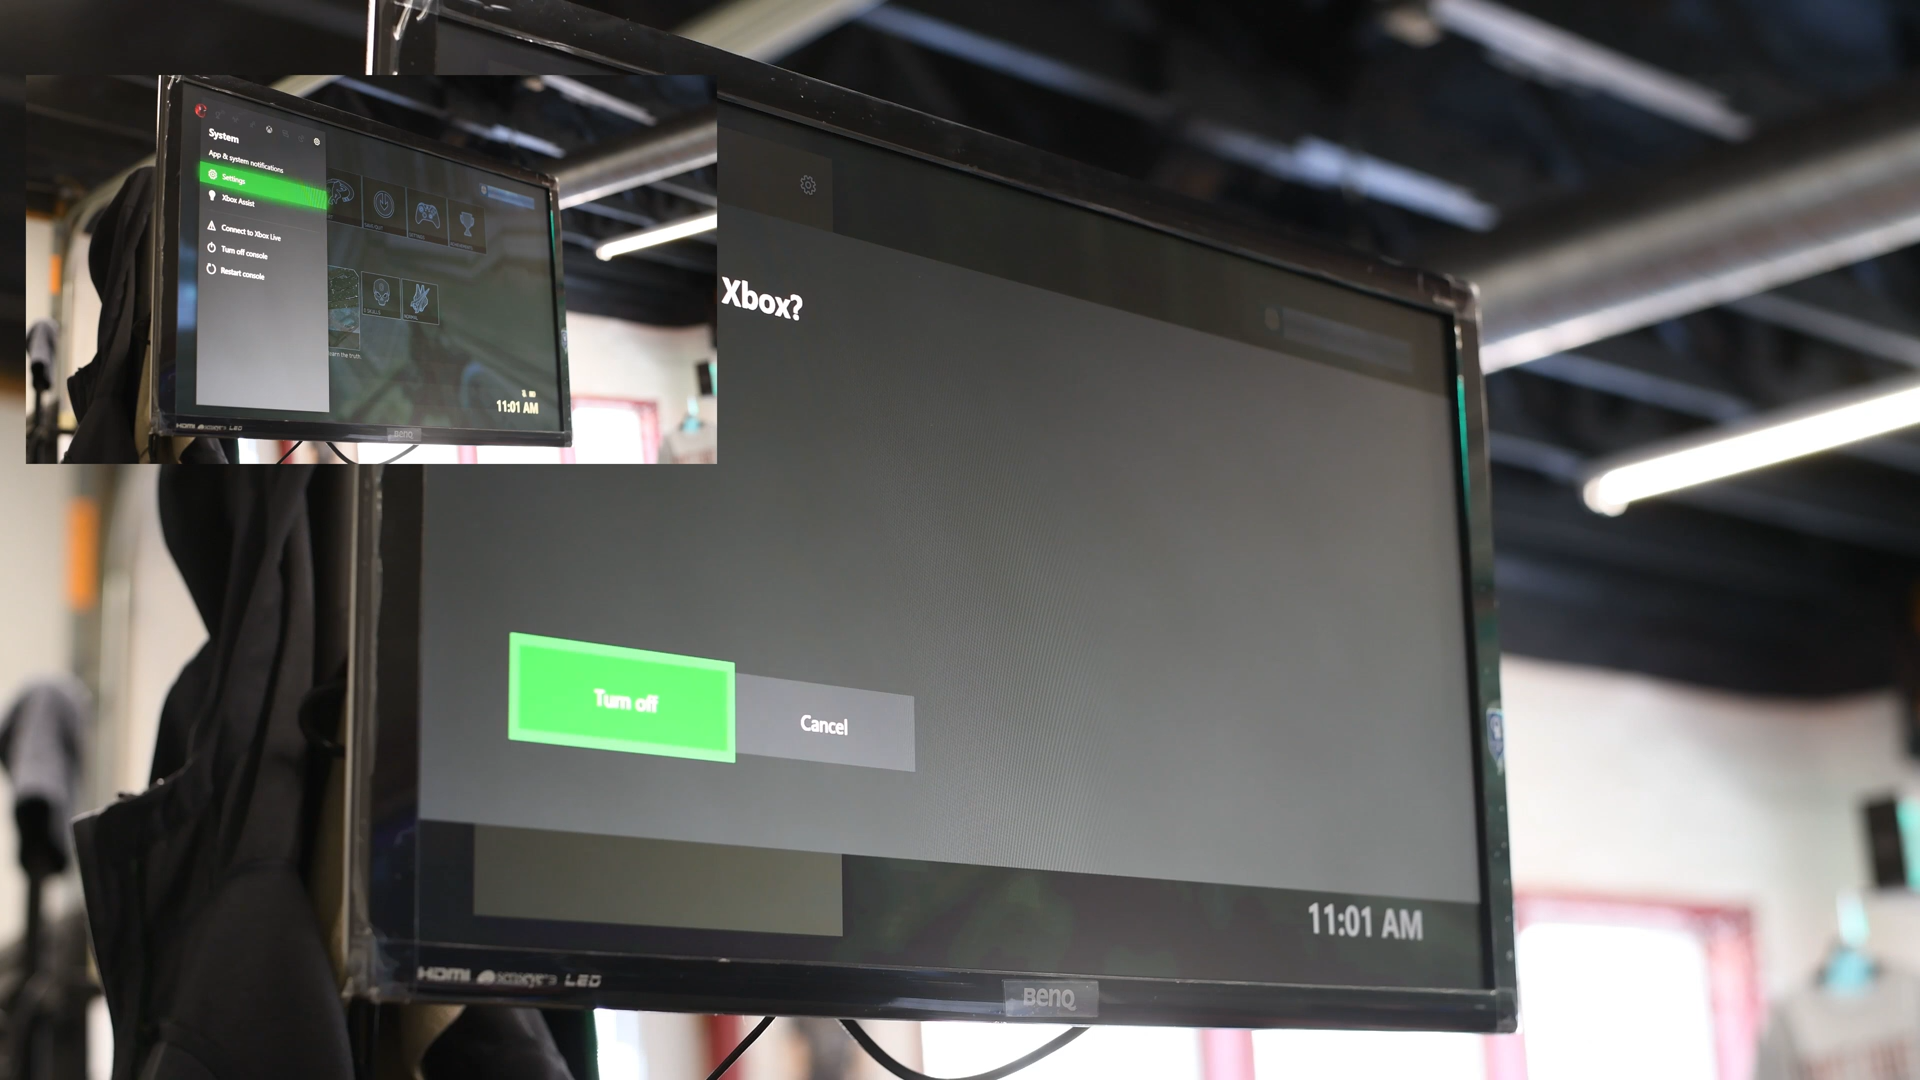 System
App & system notifications
Settings
Xbox Assist
Connect to Xbox Live
Turn off console
Restart console
11:01 AM
HDMI
LED
BenQ
Xbox?
Turn off
Cancel
11:01 AM
HDMI
LED
BenQ